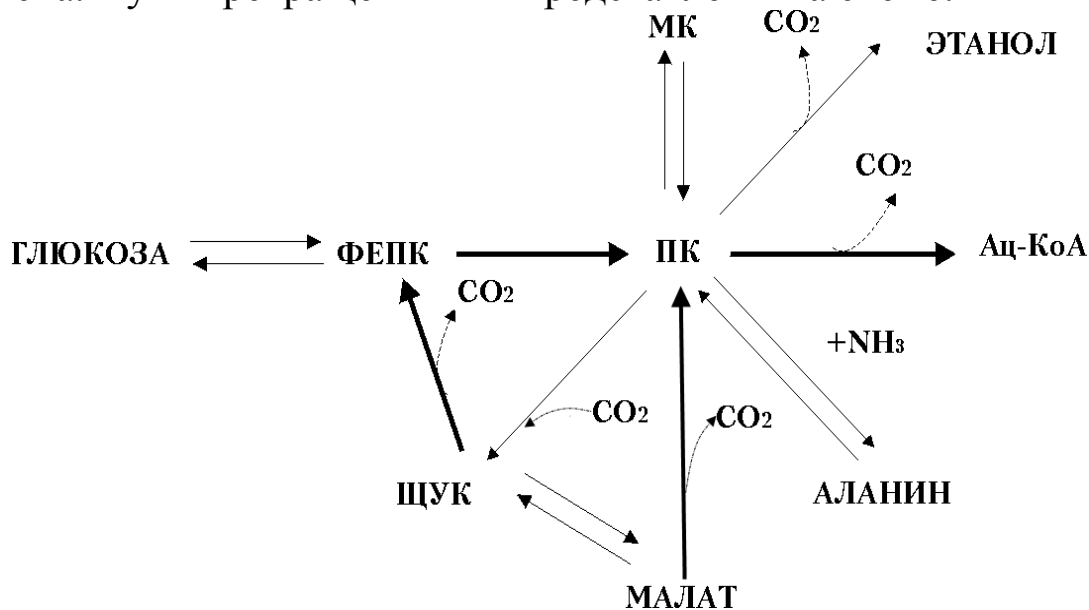 МК
CO2
ЭТАНОЛ
CO2
ГЛЮКОЗА
ФЕПК
ПК
Ац-КоА
CO2
+NH3
CO2
CO2
ЩУК
АЛАНИН
МАЛАТ